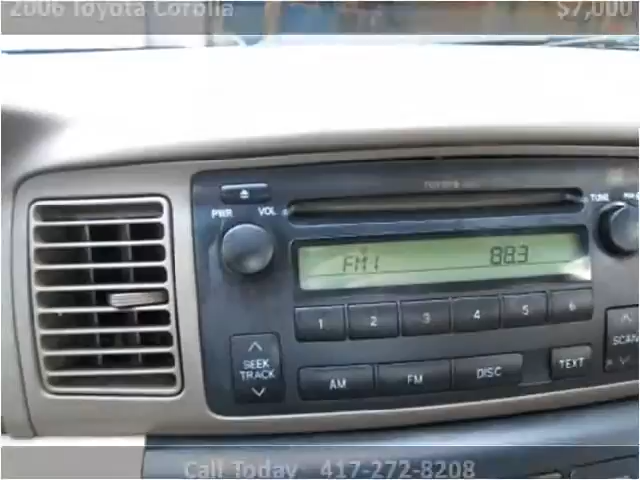 2006 Toyota Corolla $7,000
TOYOTA
PWR VOL TUNE
FM1 88.3
1 2 3 4 5 6
SEEK
TRACK
SCAN
AM FM DISC TEXT
Call Today 417-272-8208